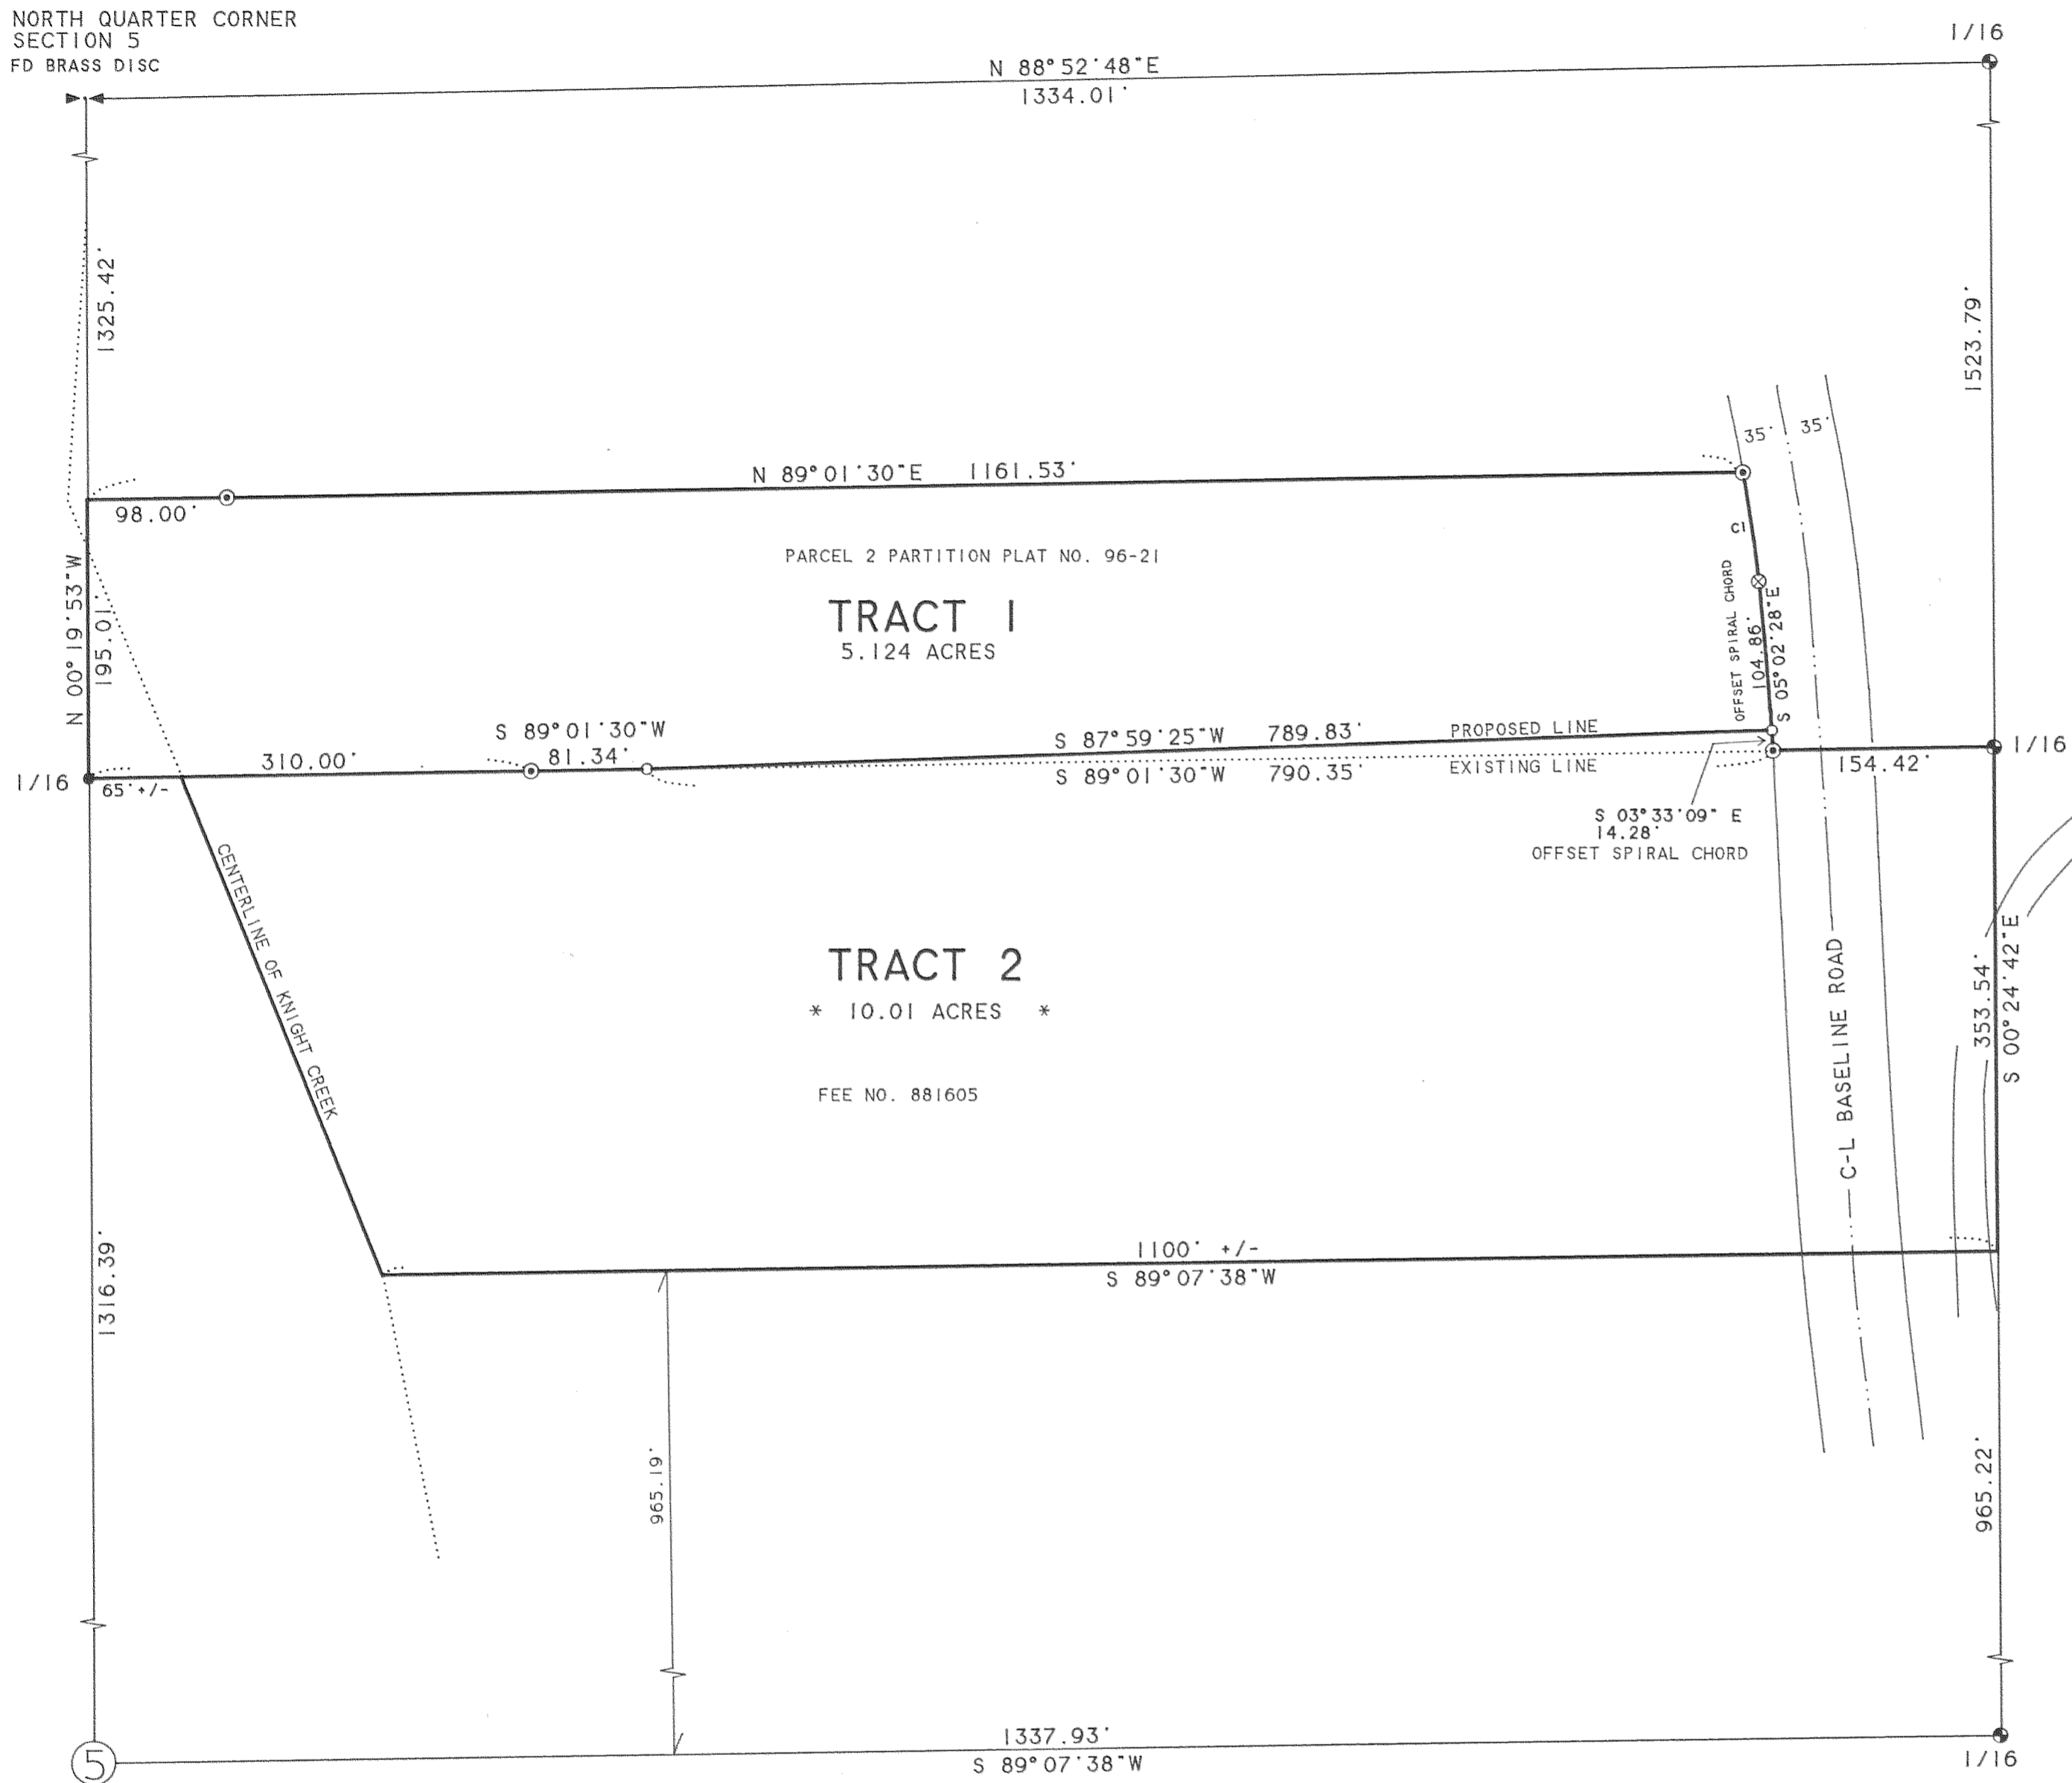 NORTH QUARTER CORNER
SECTION 5
FD BRASS DISC
1/16
N 88°52'48"E
1334.01'
1325.42'
1523.79'
35'
35'
N 89°01'30"E 1161.53'
98.00'
C1
PARCEL 2 PARTITION PLAT NO. 96-21
N 00°19'53"W
195.01'
TRACT 1
5.124 ACRES
OFFSET SPIRAL CHORD
104.86'
S 05°02'28"E
S 89°01'30"W
81.34'
310.00'
S 87°59'25"W 789.83' PROPOSED LINE
S 89°01'30"W 790.35' EXISTING LINE
1/16
154.42'
1/16
65'+/-
S 03°33'09" E
14.28'
OFFSET SPIRAL CHORD
CENTERLINE OF KNIGHT CREEK
TRACT 2
* 10.01 ACRES *
FEE NO. 881605
C-L BASELINE ROAD
353.54'
S 00°24'42"E
1100' +/-
S 89°07'38"W
1316.39'
965.19'
965.22'
5
1337.93'
S 89°07'38"W
1/16